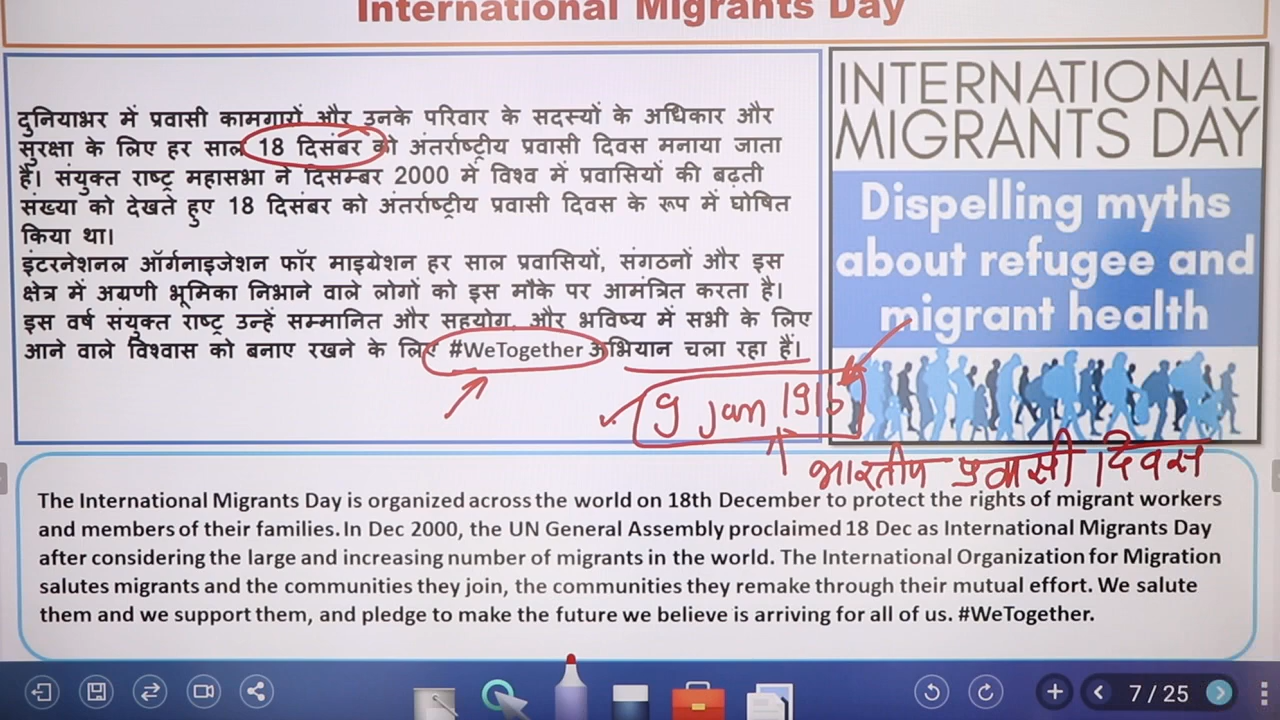 International Migrants Day
दुनियाभर में प्रवासी कामगारों और उनके परिवार के सदस्यों के अधिकार और
सुरक्षा के लिए हर साल 18 दिसंबर को अंतर्राष्ट्रीय प्रवासी दिवस मनाया जाता
है। संयुक्त राष्ट्र महासभा ने दिसम्बर 2000 में विश्व में प्रवासियों की बढ़ती
संख्या को देखते हुए 18 दिसंबर को अंतर्राष्ट्रीय प्रवासी दिवस के रूप में घोषित
किया था।
इंटरनेशनल ऑर्गनाइजेशन फॉर माइग्रेशन हर साल प्रवासियों, संगठनों और इस
क्षेत्र में अग्रणी भूमिका निभाने वाले लोगों को इस मौके पर आमंत्रित करता है।
इस वर्ष संयुक्त राष्ट्र उन्हें सम्मानित और सहयोग, और भविष्य में सभी के लिए
आने वाले विश्वास को बनाए रखने के लिए #WeTogether अभियान चला रहा है।
INTERNATIONAL
MIGRANTS DAY
Dispelling myths
about refugee and
migrant health
9 Jan
भारतीय प्रवासी दिवस
The International Migrants Day is organized across the world on 18th December to protect the rights of migrant workers
and members of their families. In Dec 2000, the UN General Assembly proclaimed 18 Dec as International Migrants Day
after considering the large and increasing number of migrants in the world. The International Organization for Migration
salutes migrants and the communities they join, the communities they remake through their mutual effort. We salute
them and we support them, and pledge to make the future we believe is arriving for all of us. #WeTogether.
7 / 25